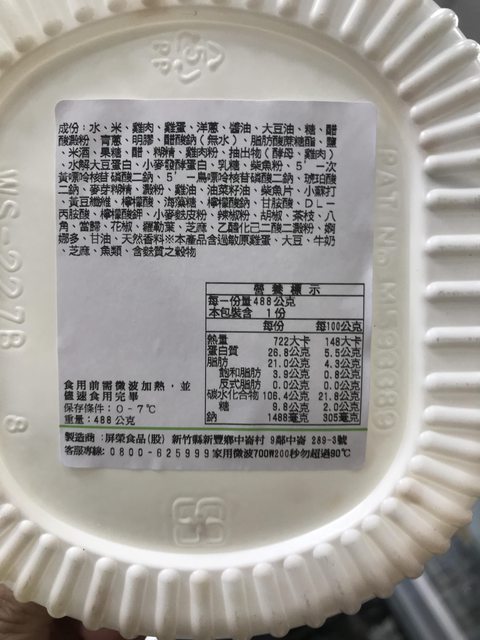 PP
成份：水、米、雞肉、雞蛋、洋蔥、醬油、大豆油、糖、醋
酸澱粉、青蔥、明膠、醋酸鈉（無水）、脂肪酸蔗糖酯、鹽
、米酒、果糖、醋、糊精、雞肉粉、抽出物（酵母、雞肉）
、水解大豆蛋白、小麥發酵蛋白、乳糖、柴魚粉、5'－次
黃嘌呤核苷磷酸二鈉、5'－鳥嘌呤核苷磷酸二鈉、琥珀酸
二鈉、麥芽糊精、澱粉、雞油、油菜籽油、柴魚片、小蘇打
、黃豆纖維、檸檬酸、海藻糖、檸檬酸鈉、甘胺酸、DL－
丙胺酸、檸檬酸鉀、小麥麩皮粉、辣椒粉、胡椒、茶枝、八
角、當歸、花椒、羅勒葉、芝麻、乙醯化己二酸二澱粉、婀
娜多、甘油、天然香料※本產品含過敏原雞蛋、大豆、牛奶
、芝麻、魚類、含麩質之穀物
營養標示
每一份量488公克
本包裝含 1份
每份 每100公克
熱量 722大卡 148大卡
蛋白質 26.8公克 5.5公克
脂肪 21.0公克 4.3公克
飽和脂肪 3.9公克 0.8公克
反式脂肪 0.0公克 0.0公克
碳水化合物 106.4公克 21.8公克
糖 9.8公克 2.0公克
鈉 1488毫克 305毫克
食用前需微波加熱，並
儘速食用完畢
保存條件：0-7℃
重量：488公克
製造商：屏榮食品(股) 新竹縣新豐鄉中崙村 9鄰中崙 289-3號
客服專線：0800-625999家用微波700W200秒勿超過90℃
WS-227B
8